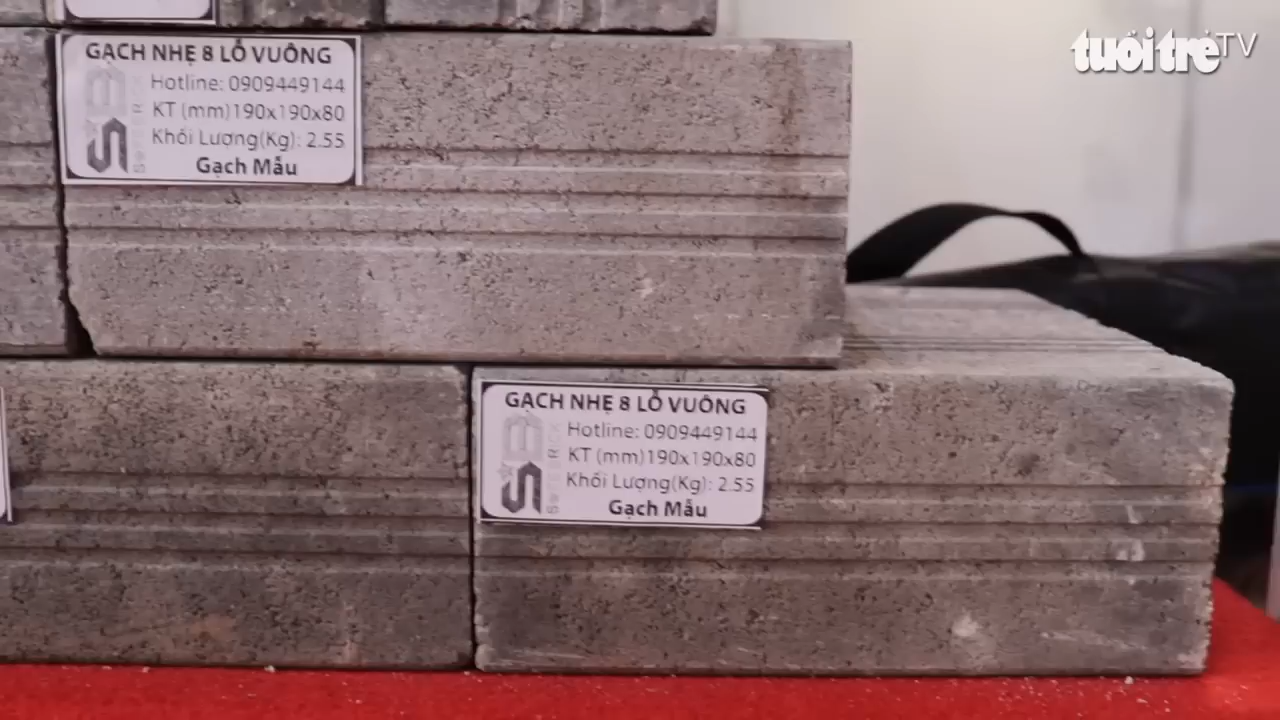 tuổi trẻ TV
GẠCH NHẸ 8 LỖ VUÔNG
Hotline: 0909449144
KT (mm)190x190x80
Khối Lượng(Kg): 2.55
Gạch Mẫu
GẠCH NHẸ 8 LỖ VUÔNG
Hotline: 0909449144
KT (mm)190x190x80
Khối Lượng(Kg): 2.55
Gạch Mẫu